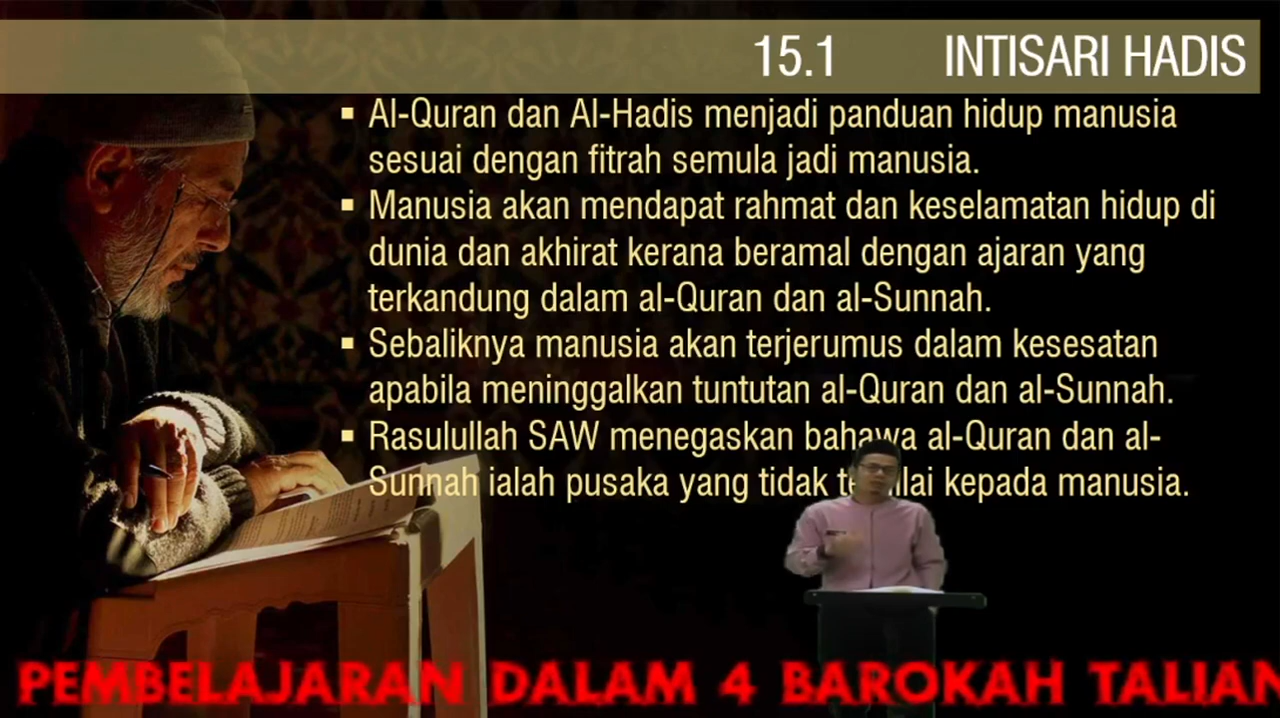 15.1 INTISARI HADIS
▪ Al-Quran dan Al-Hadis menjadi panduan hidup manusia
sesuai dengan fitrah semula jadi manusia.
▪ Manusia akan mendapat rahmat dan keselamatan hidup di
dunia dan akhirat kerana beramal dengan ajaran yang
terkandung dalam al-Quran dan al-Sunnah.
▪ Sebaliknya manusia akan terjerumus dalam kesesatan
apabila meninggalkan tuntutan al-Quran dan al-Sunnah.
▪ Rasulullah SAW menegaskan bahawa al-Quran dan al-
Sunnah ialah pusaka yang tidak kepada manusia.
PEMBELAJARAN DALAM 4 BAROKAH TALIAN